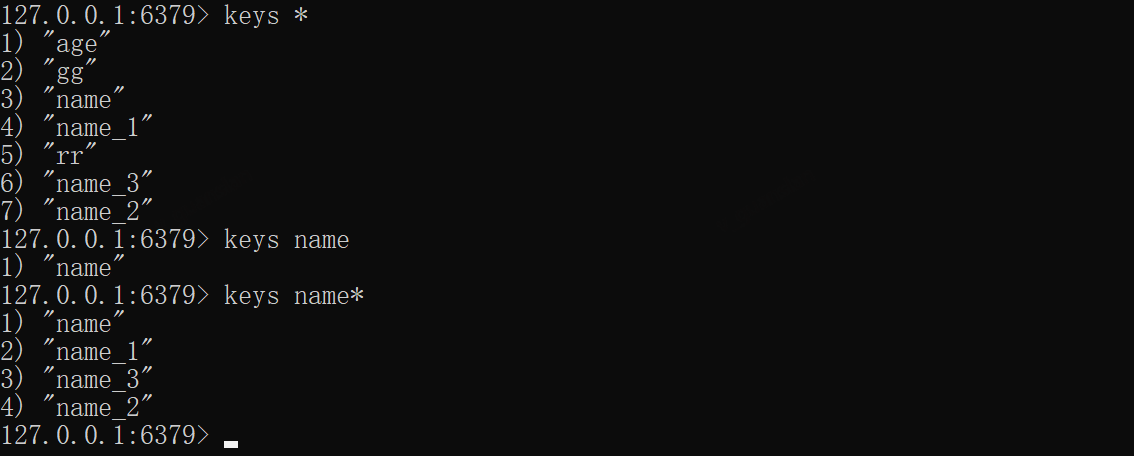 127.0.0.1:6379> keys *
1) "age"
2) "gg"
3) "name"
4) "name_1"
5) "rr"
6) "name_3"
7) "name_2"
127.0.0.1:6379> keys name
1) "name"
127.0.0.1:6379> keys name*
1) "name"
2) "name_1"
3) "name_3"
4) "name_2"
127.0.0.1:6379>